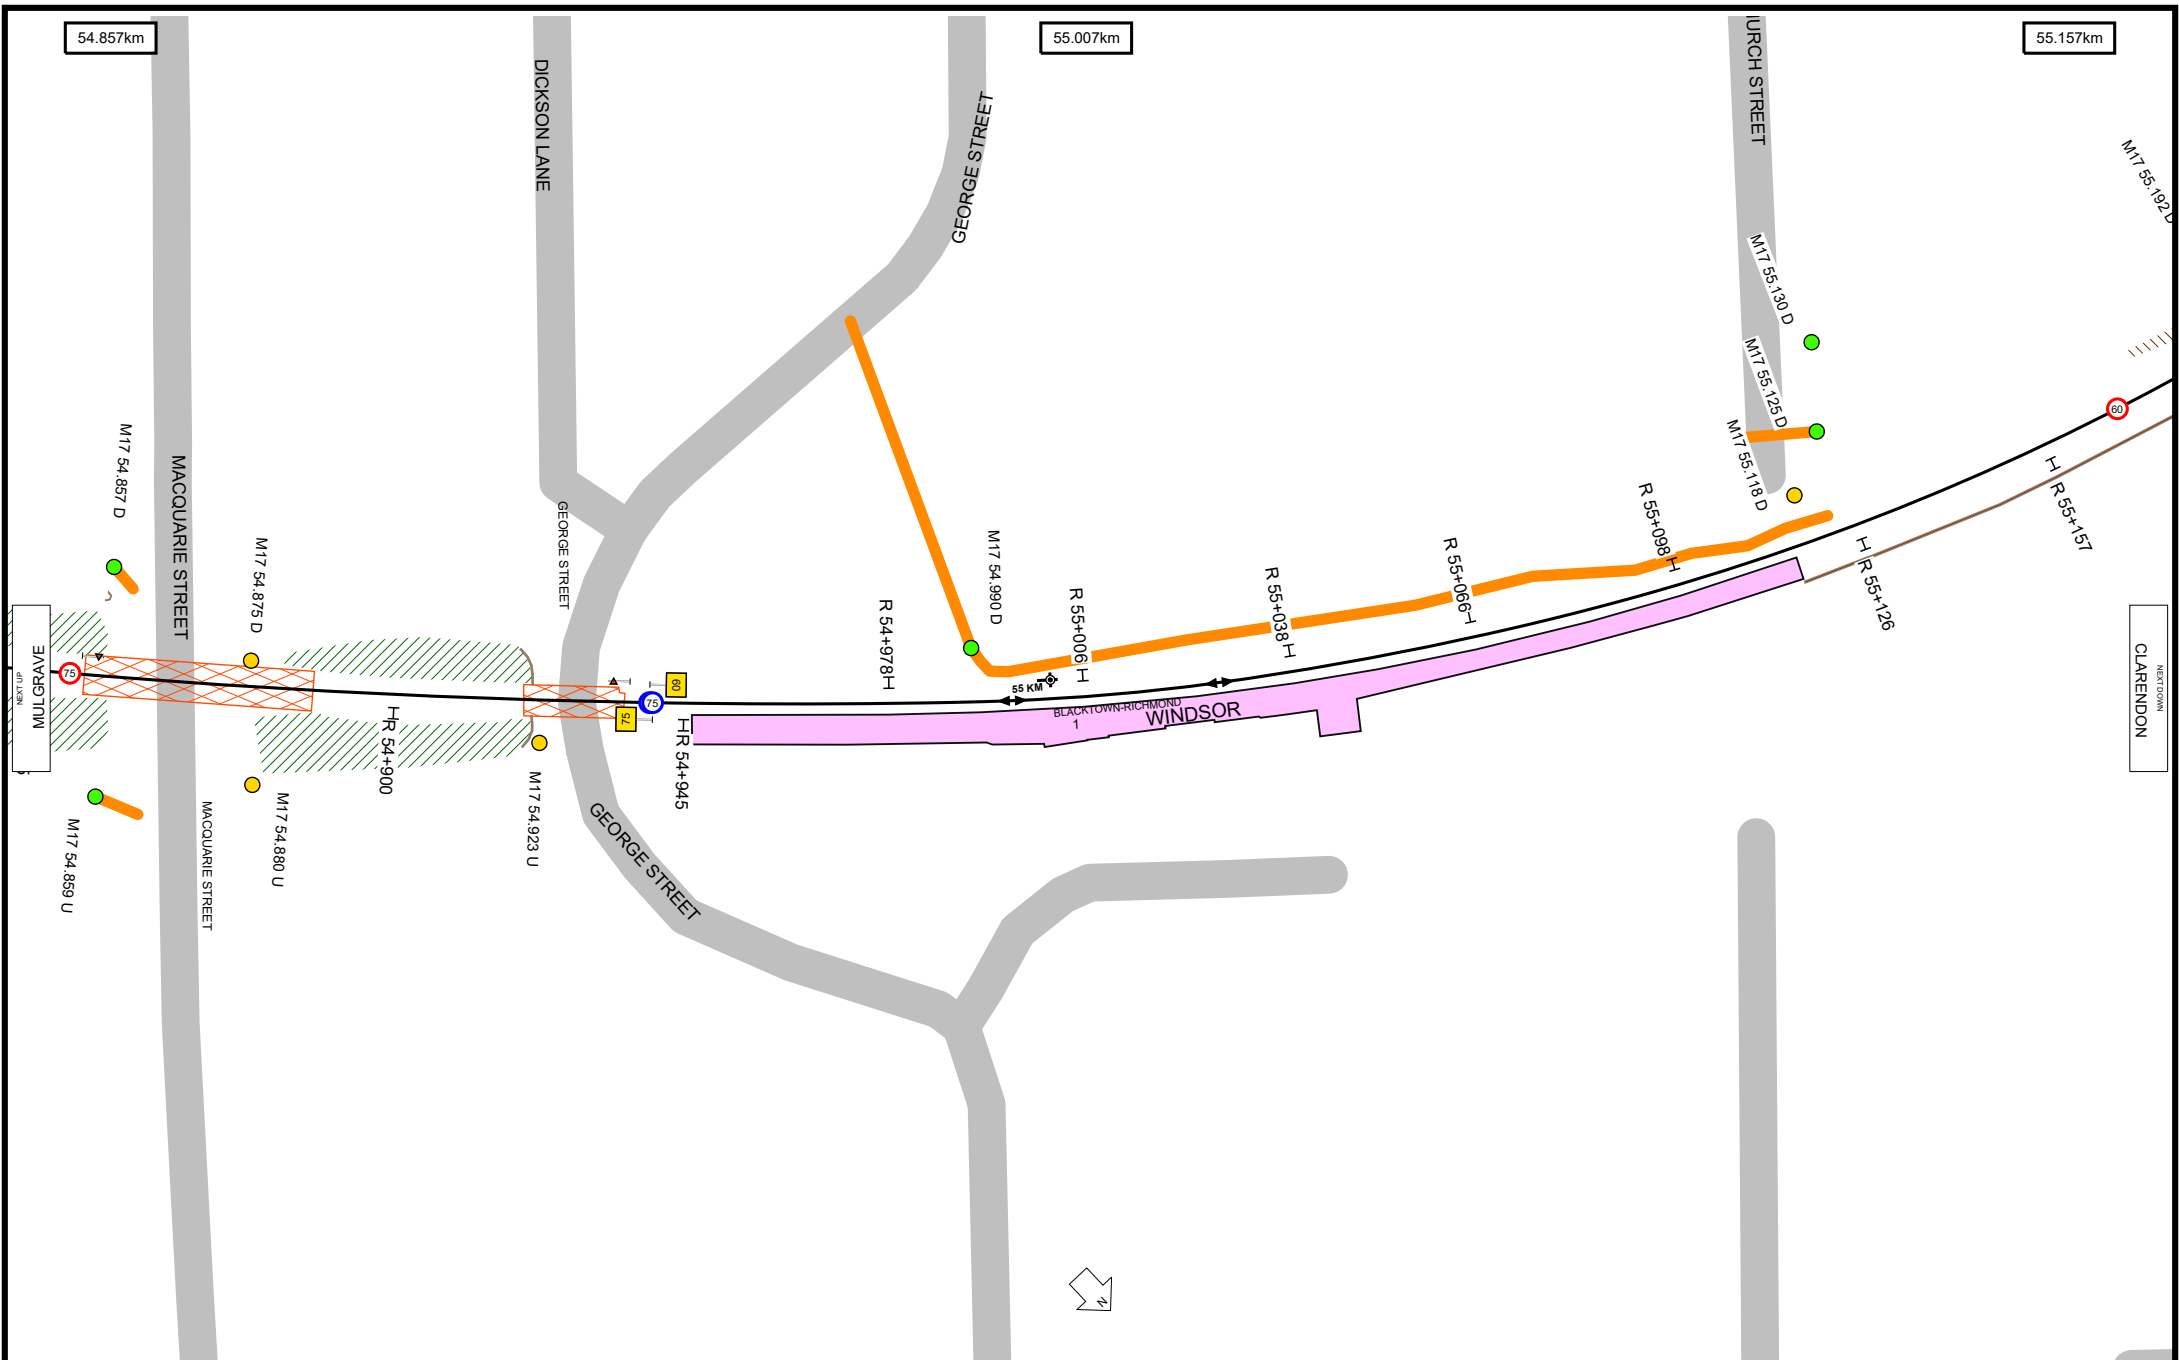 54.857km
55.007km
55.157km
DICKSON LANE
GEORGE STREET
URCH STREET
M17 55.192 D
M17 55.130 D
M17 55.125 D
M17 55.118 D
60
M17 54.857 D
MACQUARIE STREET
M17 54.875 D
GEORGE STREET
M17 54.990 D
R 54+978
R 55+006
R 55+038
R 55+066
R 55+098
R 55+126
R 55+157
NEXT UP
MULGRAVE
75
60
75
75
55 KM
BLACKTOWN-RICHMOND
1
WINDSOR
NEXT DOWN
CLARENDON
R 54+900
R 54+945
M17 54.859 U
MACQUARIE STREET
M17 54.880 U
M17 54.923 U
GEORGE STREET
N